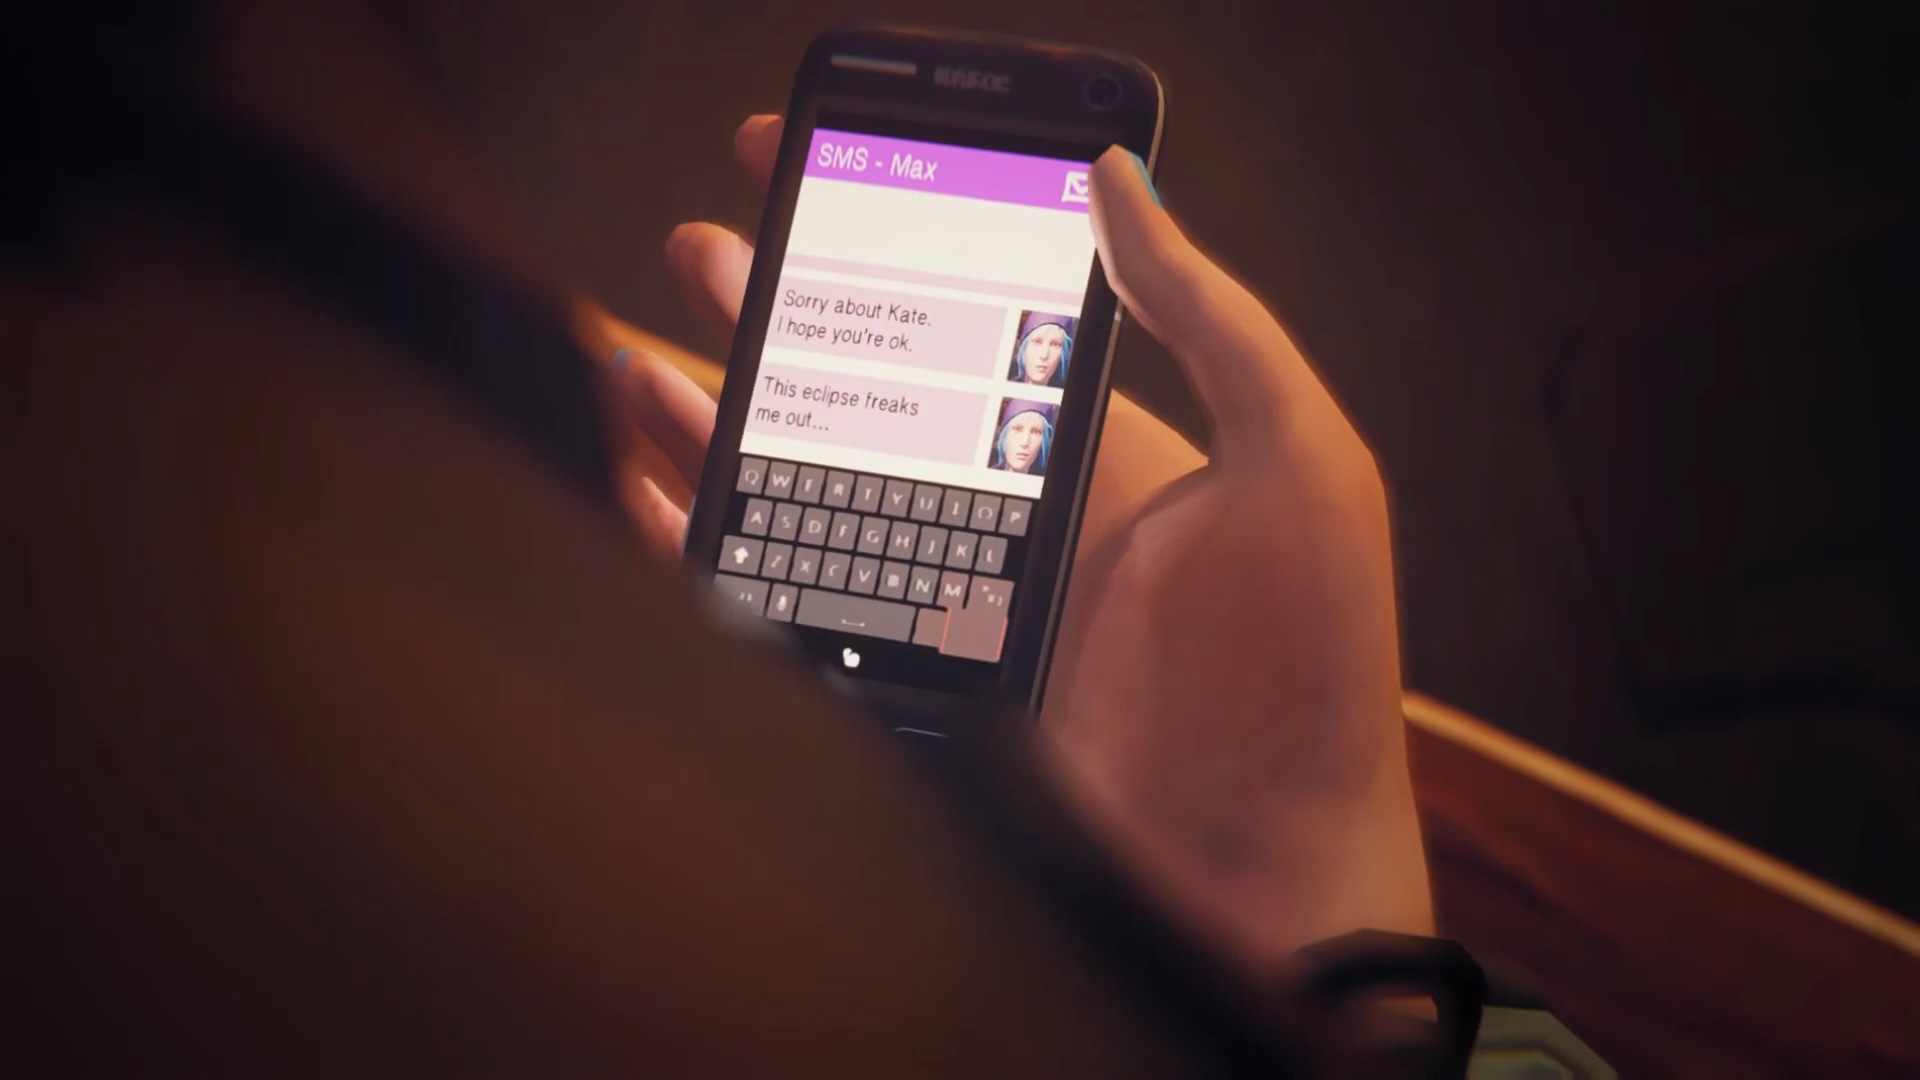 SMS - Max
Sorry about Kate.
I hope you're ok.
This eclipse freaks
me out...
Q W E R T Y U I O P
A S D F G H J K L
Z X C V B N M